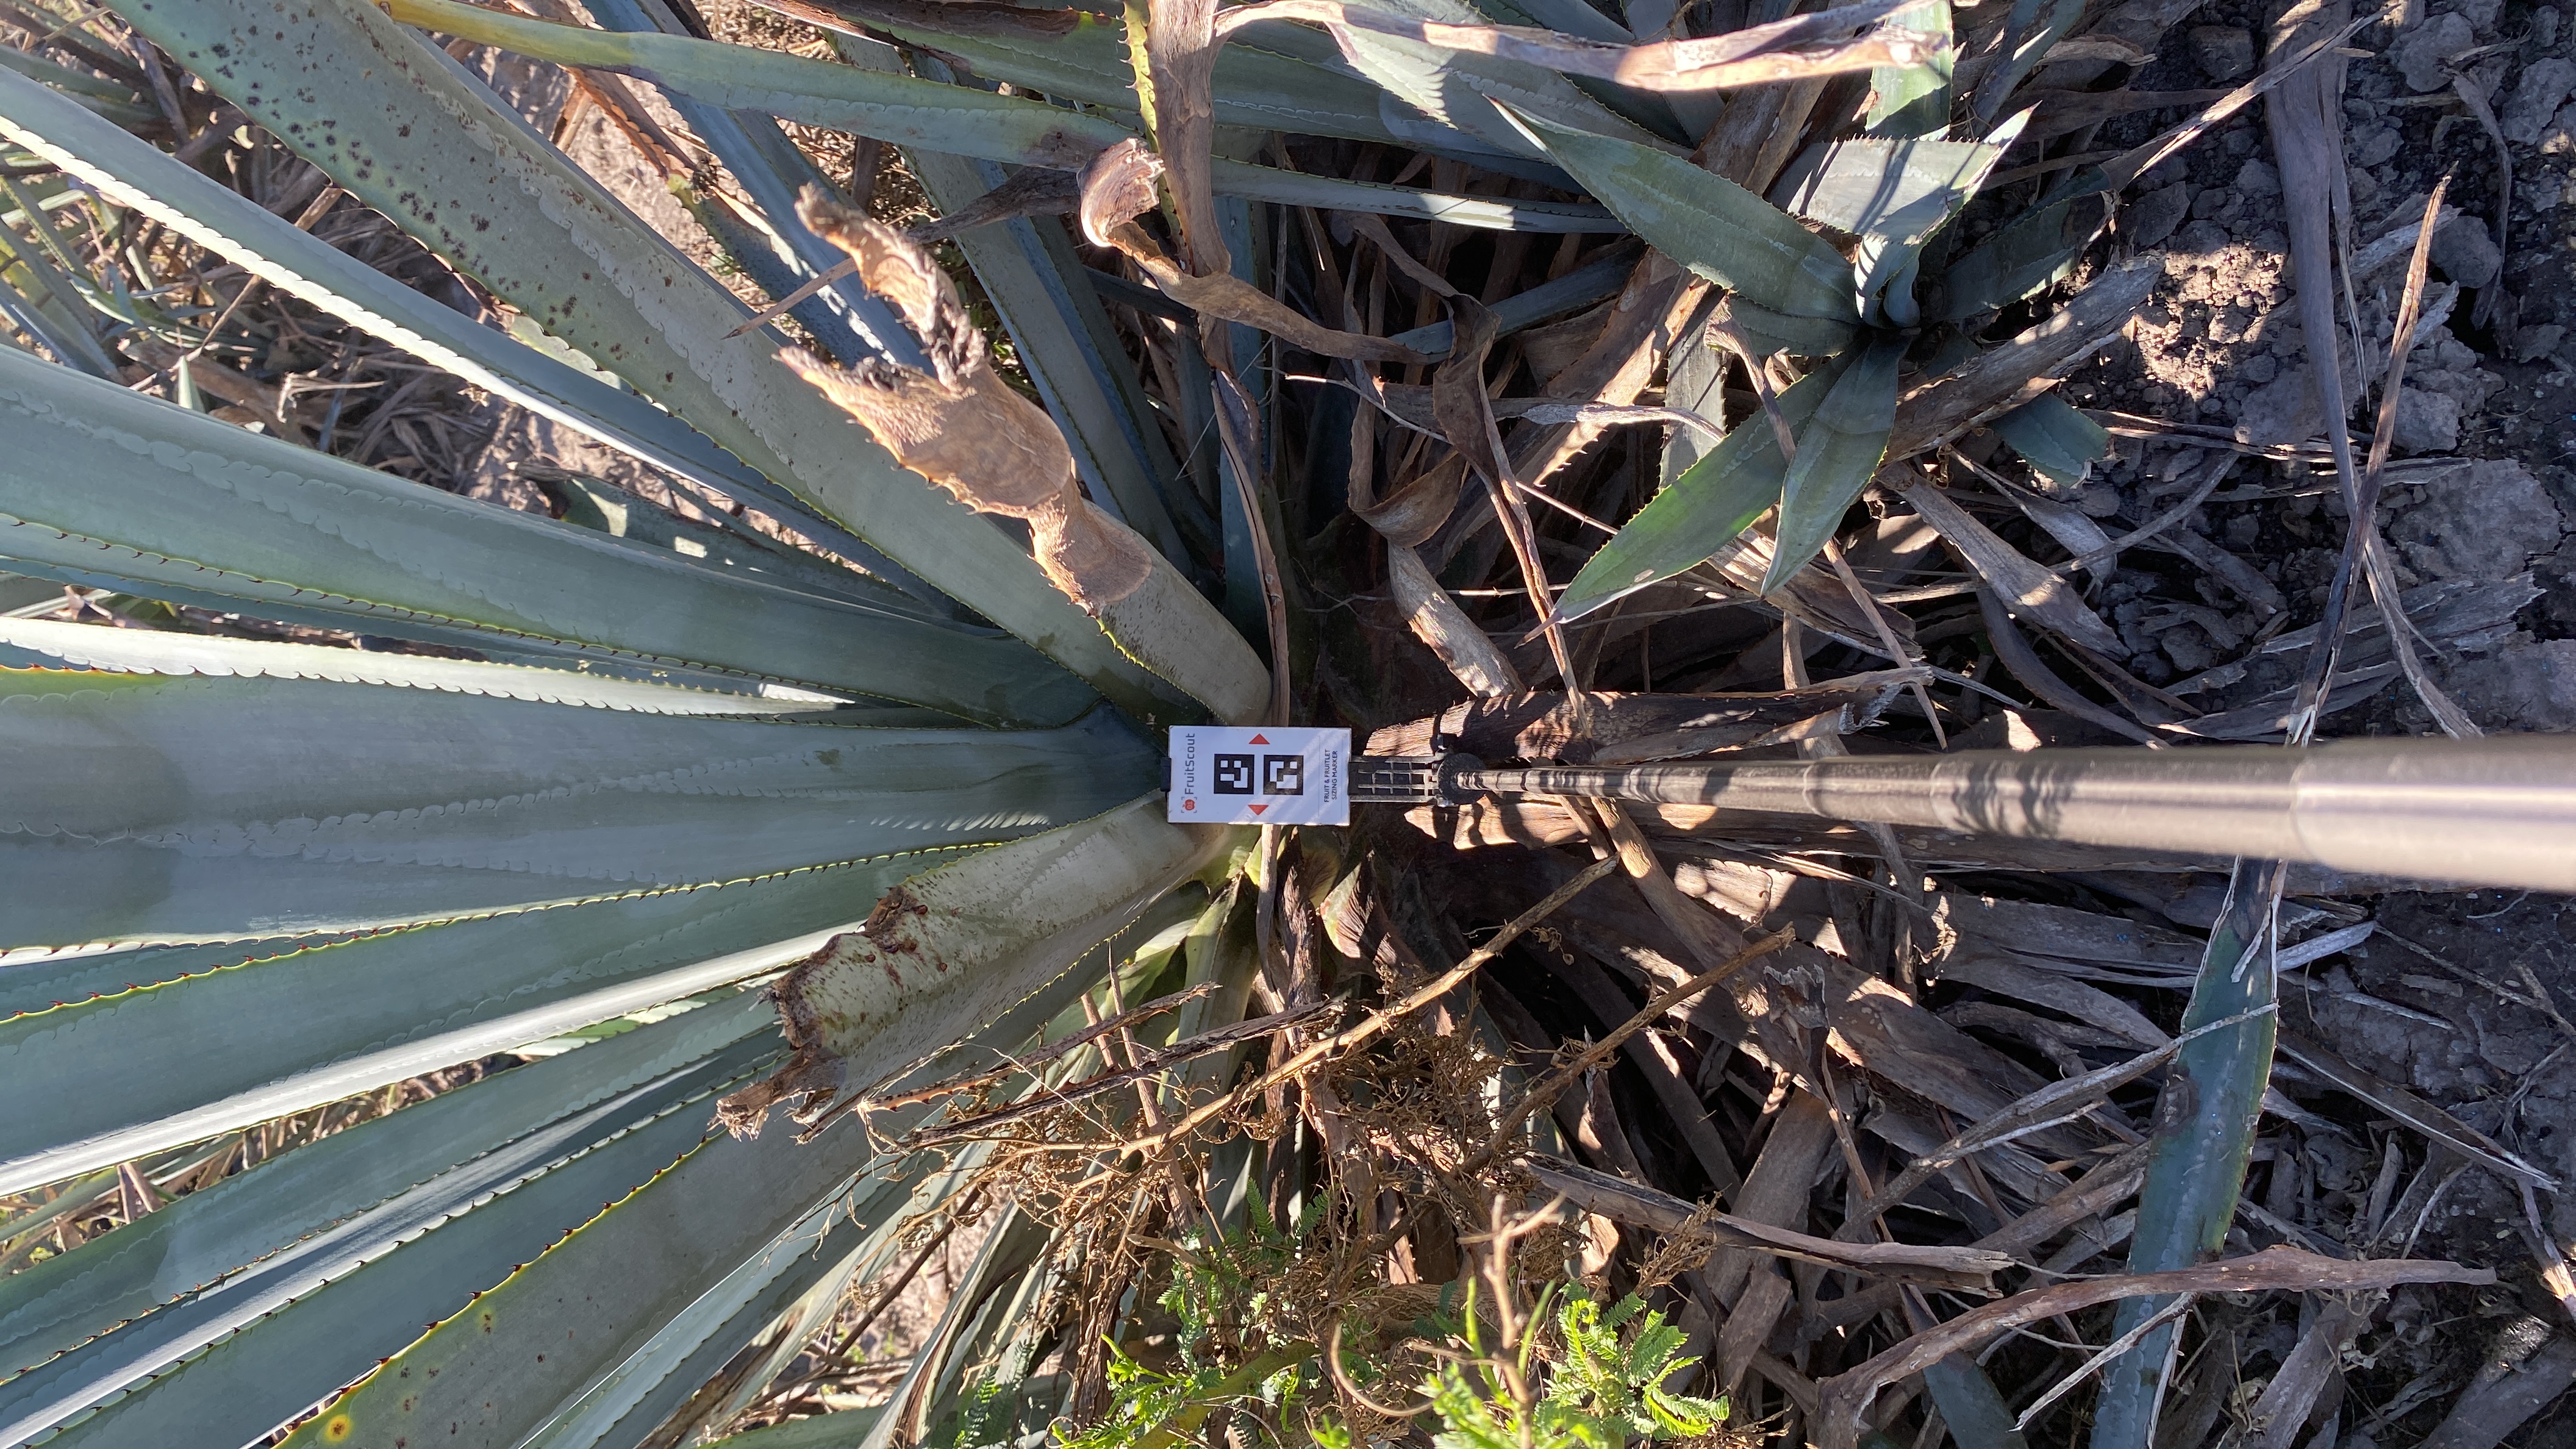 FruitScout
FRUIT & FRUITLET
SIZING MARKER